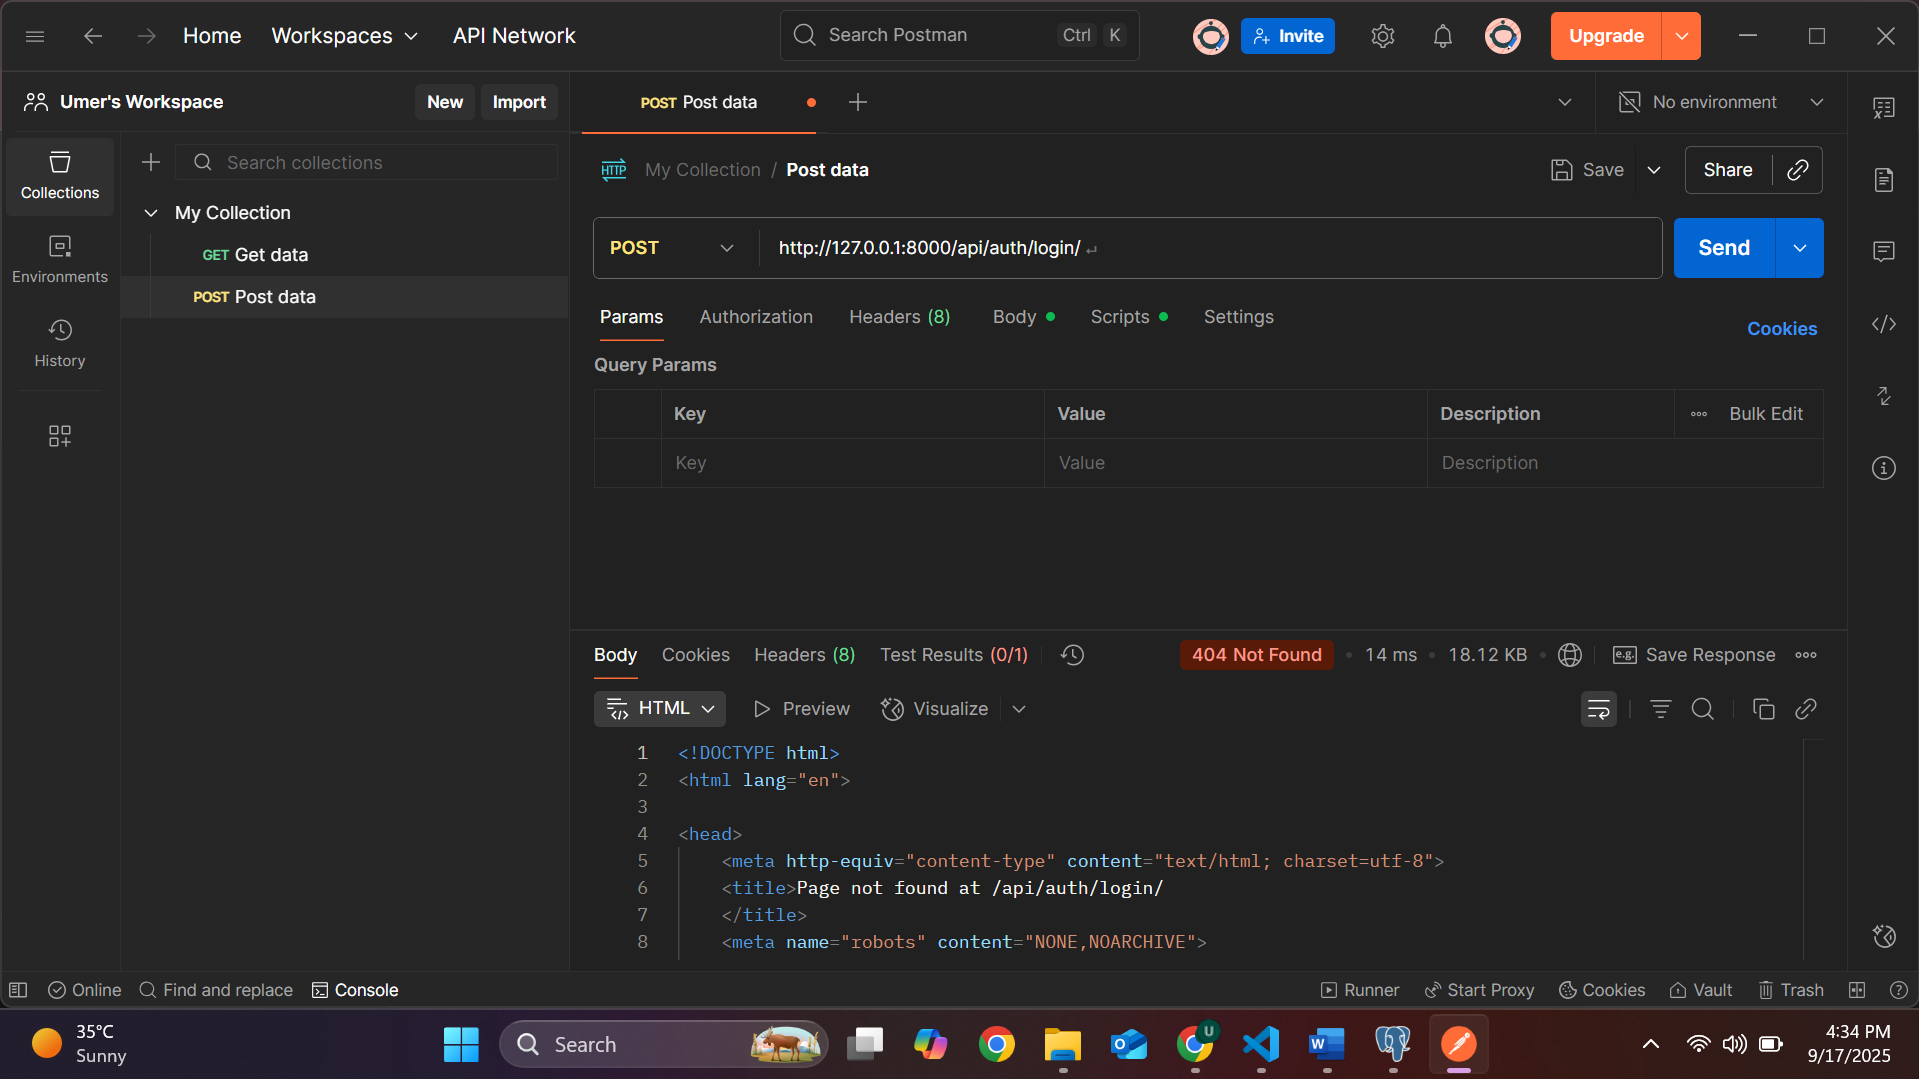 Home
Workspaces
API Network
Search Postman
Ctrl
K
Invite
Upgrade
Umer's Workspace
New
Import
POST Post data
No environment
Collections
Search collections
My Collection
GET Get data
POST Post data
Environments
History
HTTP
My Collection / Post data
Save
Share
POST
http://127.0.0.1:8000/api/auth/login/
Send
Params
Authorization
Headers (8)
Body
Scripts
Settings
Cookies
Query Params
Key
Value
Description
Bulk Edit
Key
Value
Description
Body
Cookies
Headers (8)
Test Results (0/1)
404 Not Found
14 ms
18.12 KB
e.g.
Save Response
HTML
Preview
Visualize
1 <!DOCTYPE html>
2 <html lang="en">
3
4 <head>
5 <meta http-equiv="content-type" content="text/html; charset=utf-8">
6 <title>Page not found at /api/auth/login/
7 </title>
8 <meta name="robots" content="NONE,NOARCHIVE">
Online
Find and replace
Console
Runner
Start Proxy
Cookies
Vault
Trash
35°C
Sunny
Search
U
4:34 PM
9/17/2025